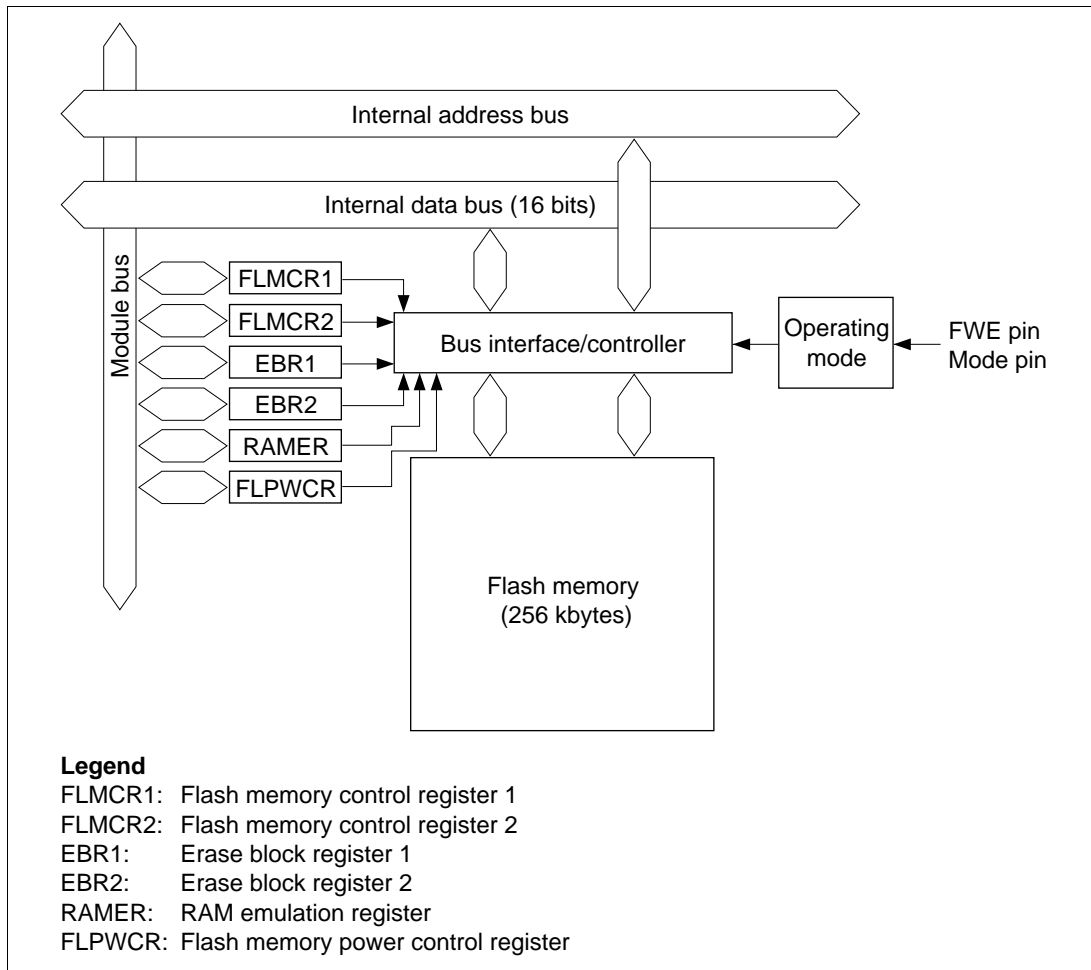 Internal address bus
Internal data bus (16 bits)
Module bus
FLMCR1
FLMCR2
EBR1
EBR2
RAMER
FLPWCR
Bus interface/controller
Operating
mode
FWE pin
Mode pin
Flash memory
(256 kbytes)
Legend
FLMCR1: Flash memory control register 1
FLMCR2: Flash memory control register 2
EBR1: Erase block register 1
EBR2: Erase block register 2
RAMER: RAM emulation register
FLPWCR: Flash memory power control register